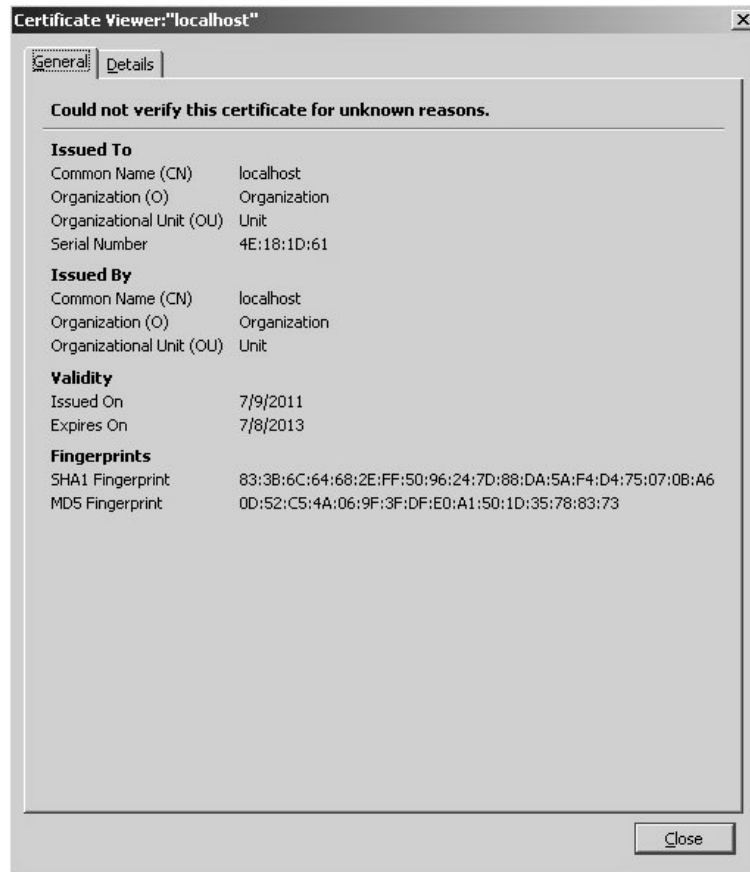 Certificate Viewer:"localhost"
General Details
Could not verify this certificate for unknown reasons.
Issued To
Common Name (CN) localhost
Organization (O) Organization
Organizational Unit (OU) Unit
Serial Number 4E:18:1D:61
Issued By
Common Name (CN) localhost
Organization (O) Organization
Organizational Unit (OU) Unit
Validity
Issued On 7/9/2011
Expires On 7/8/2013
Fingerprints
SHA1 Fingerprint 83:3B:6C:64:68:2E:FF:50:96:24:7D:88:DA:5A:F4:D4:75:07:0B:A6
MD5 Fingerprint 0D:52:C5:4A:06:9F:3F:DF:E0:A1:50:1D:35:78:83:73
Close